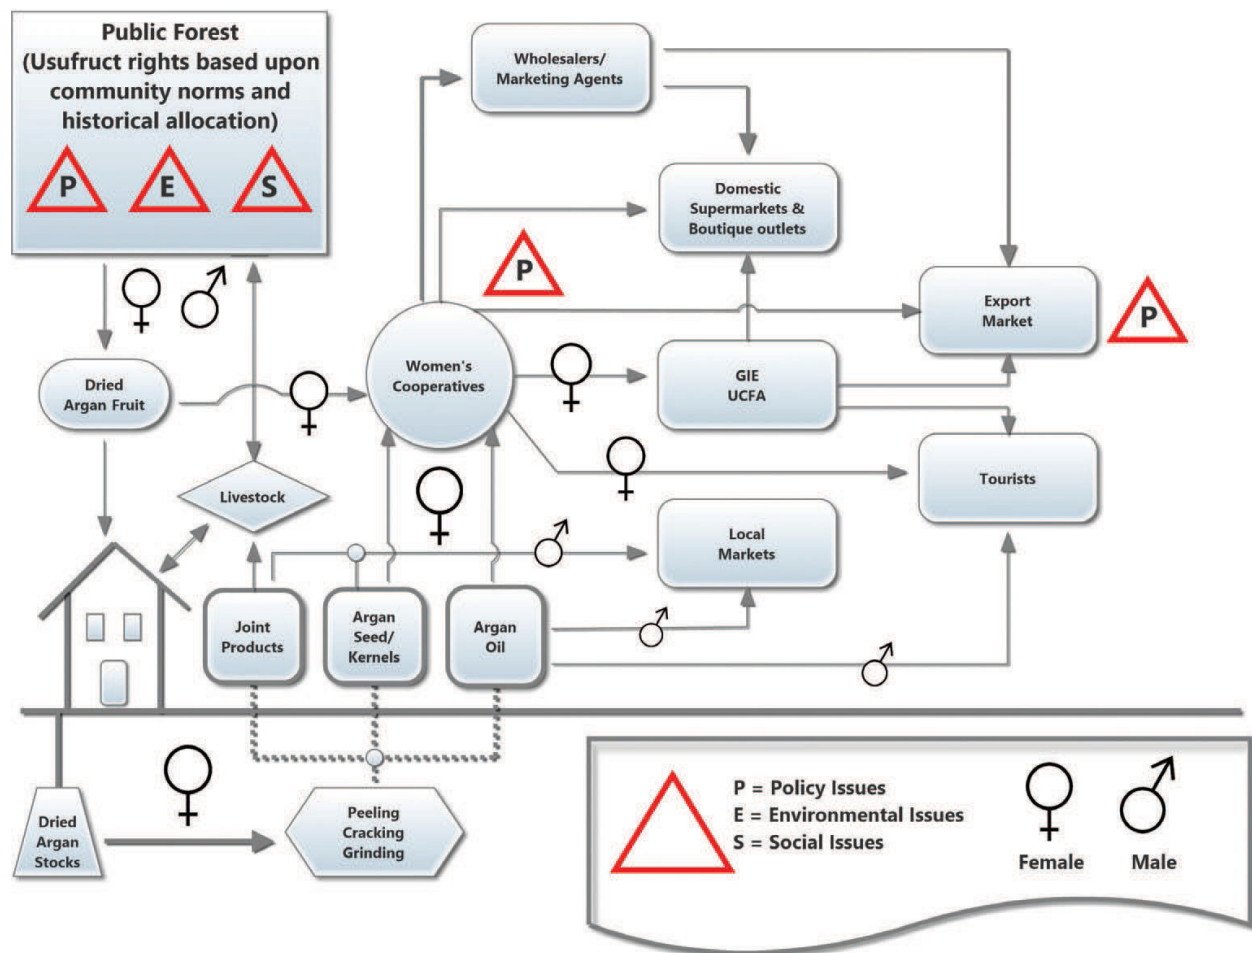 Public Forest
(Usufruct rights based upon
community norms and
historical allocation)
P
E
S
Wholesalers/
Marketing Agents
Domestic
Supermarkets &
Boutique outlets
P
Export
Market
P
Dried
Argan Fruit
Women's
Cooperatives
GIE
UCFA
Livestock
Tourists
Local
Markets
Joint
Products
Argan
Seed/
Kernels
Argan
Oil
Dried
Argan
Stocks
Peeling
Cracking
Grinding
P = Policy Issues
E = Environmental Issues
S = Social Issues
Female
Male